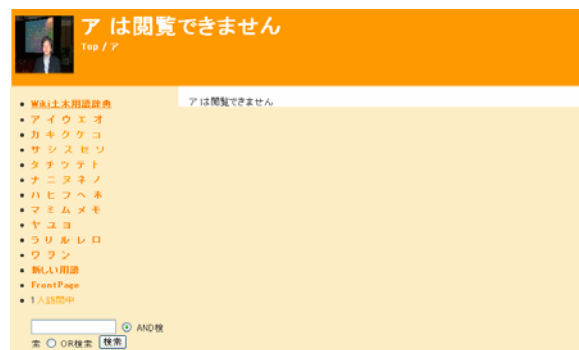 ア は閲覧できません
Top / ア
Wiki土木用語辞典
ア イ ウ エ オ
カ キ ク ケ コ
サ シ ス セ ソ
タ チ ツ テ ト
ナ ニ ヌ ネ ノ
ハ ヒ フ ヘ ホ
マ ミ ム メ モ
ヤ ユ ヨ
ラ リ ル レ ロ
ワ ヲ ン
新しい用語
FrontPage
1人訪問中
AND検
索 OR検索 検索
ア は閲覧できません